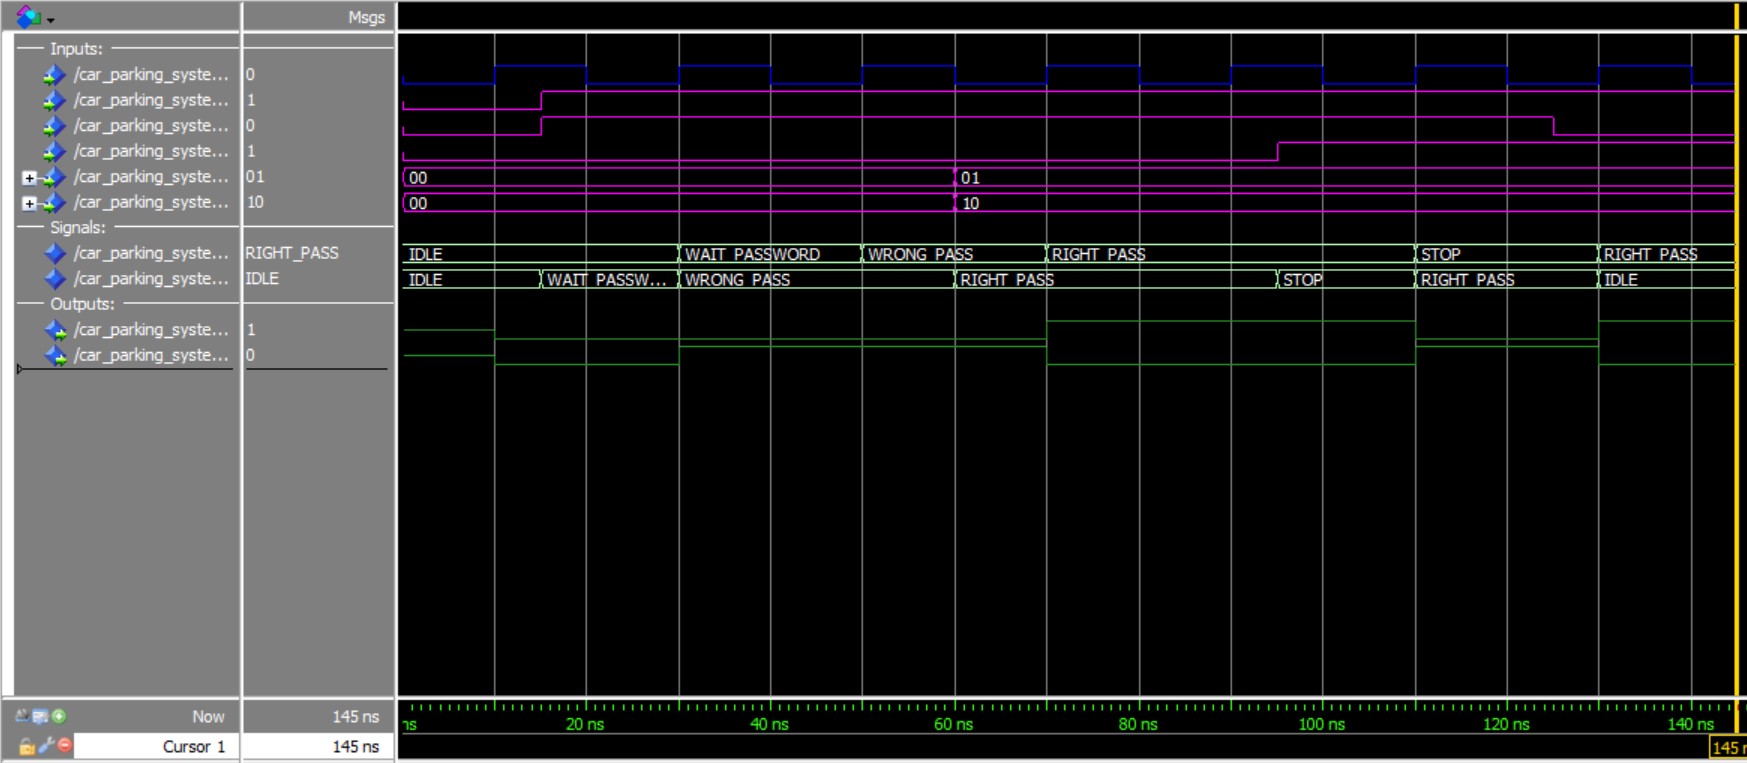 Msgs
Inputs:
/car_parking_syste... 0
/car_parking_syste... 1
/car_parking_syste... 0
/car_parking_syste... 1
/car_parking_syste... 01 00 01
/car_parking_syste... 10 00 10
Signals:
/car_parking_syste... RIGHT_PASS IDLE WAIT_PASSWORD WRONG_PASS RIGHT_PASS STOP RIGHT_PASS
/car_parking_syste... IDLE IDLE WAIT_PASSW... WRONG_PASS RIGHT_PASS STOP RIGHT_PASS IDLE
Outputs:
/car_parking_syste... 1
/car_parking_syste... 0
Now 145 ns ns 20 ns 40 ns 60 ns 80 ns 100 ns 120 ns 140 ns
Cursor 1 145 ns 145 n